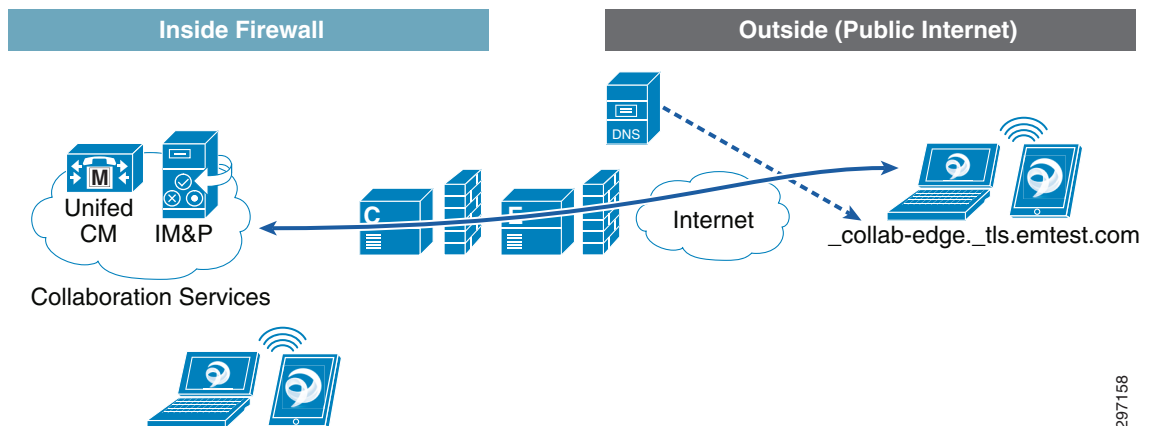 Inside Firewall
Outside (Public Internet)
DNS
M
Unifed
CM
IM&P
C
E
Internet
_collab-edge._tls.emtest.com
Collaboration Services
297158